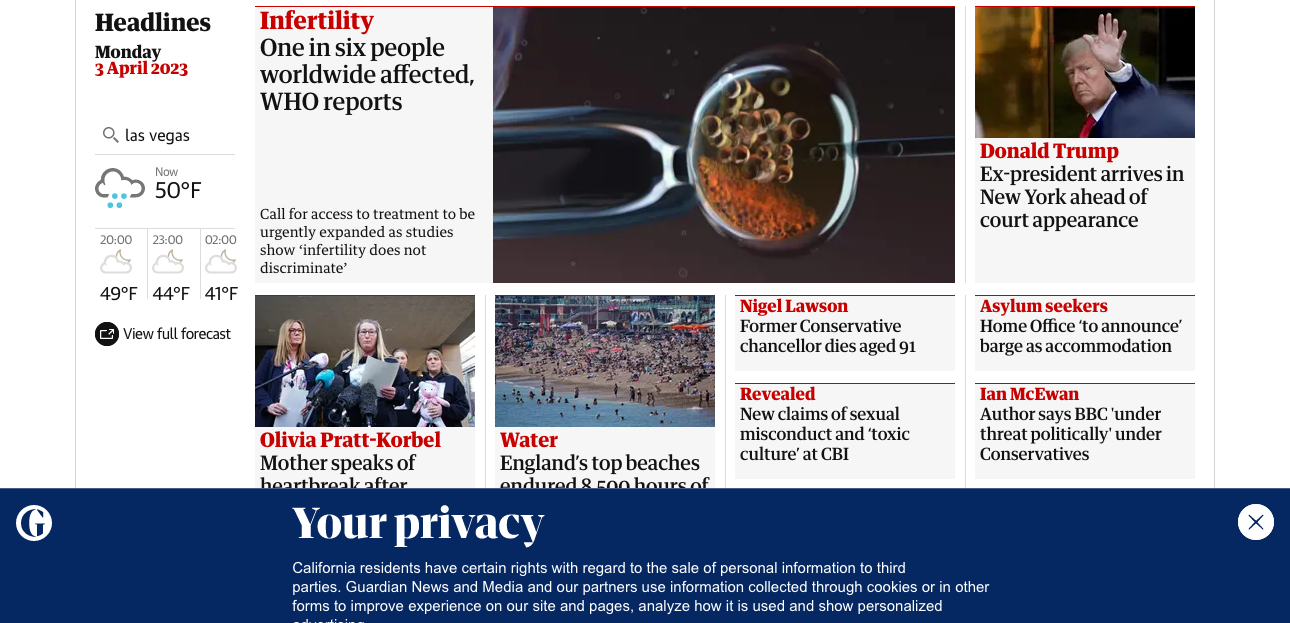 Headlines
Monday
3 April 2023
las vegas
Now
50°F
20:00
23:00
02:00
49°F
44°F
41°F
View full forecast
Infertility
One in six people
worldwide affected,
WHO reports
Call for access to treatment to be
urgently expanded as studies
show ‘infertility does not
discriminate’
Donald Trump
Ex-president arrives in
New York ahead of
court appearance
Olivia Pratt-Korbel
Mother speaks of
heartbreak after
Water
England’s top beaches
endured 8,500 hours of
Nigel Lawson
Former Conservative
chancellor dies aged 91
Revealed
New claims of sexual
misconduct and ‘toxic
culture’ at CBI
Asylum seekers
Home Office ‘to announce’
barge as accommodation
Ian McEwan
Author says BBC 'under
threat politically' under
Conservatives
G
Your privacy
California residents have certain rights with regard to the sale of personal information to third
parties. Guardian News and Media and our partners use information collected through cookies or in other
forms to improve experience on our site and pages, analyze how it is used and show personalized
advertising.